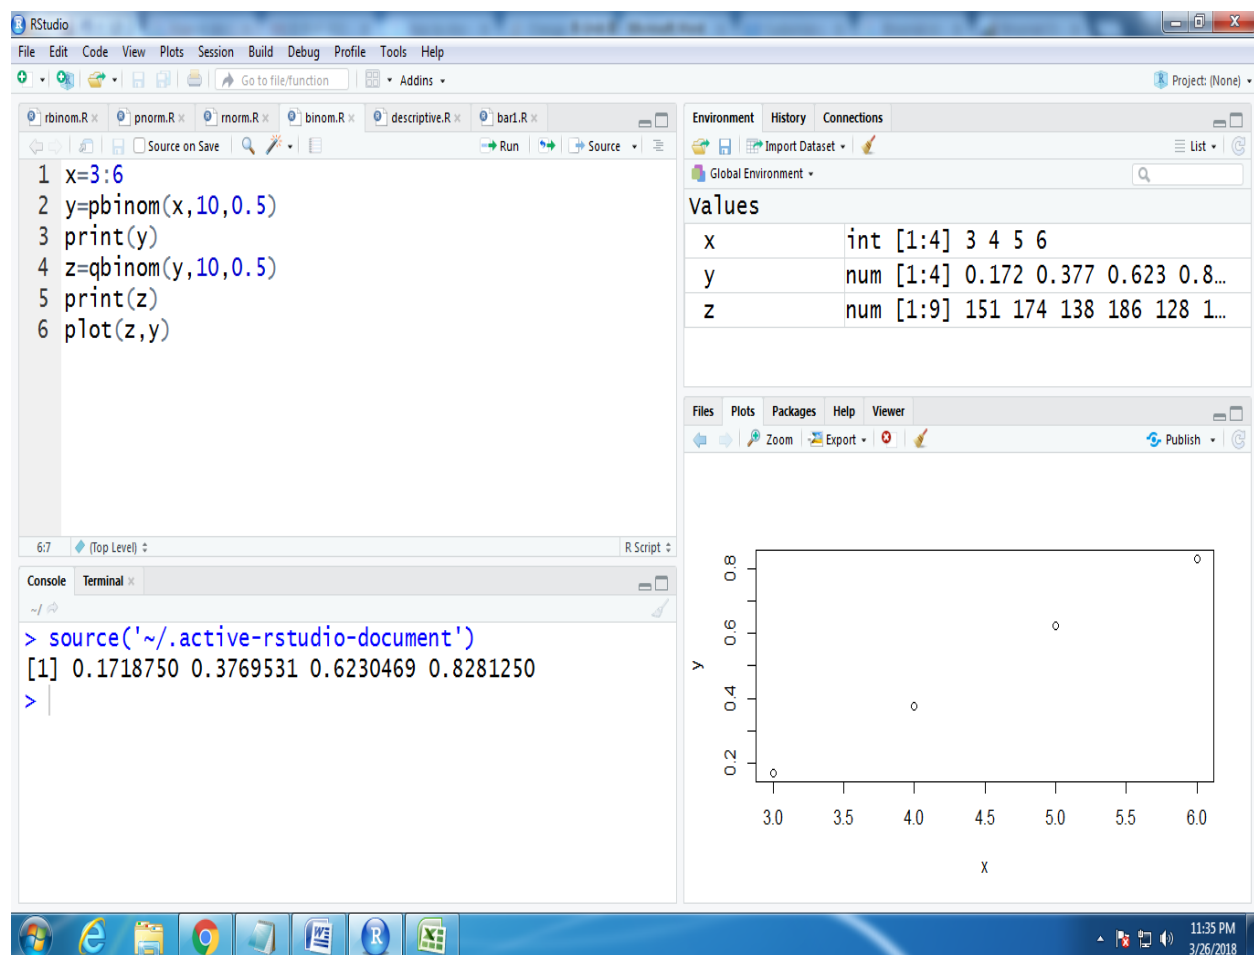 RStudio
File Edit Code View Plots Session Build Debug Profile Tools Help
Go to file/function Addins Project: (None)
rbinom.R pnorm.R rnorm.R binom.R descriptive.R bar1.R
Source on Save Run Source
1 x=3:6
2 y=pbinom(x,10,0.5)
3 print(y)
4 z=qbinom(y,10,0.5)
5 print(z)
6 plot(z,y)
6:7 (Top Level) R Script
Console Terminal
~/
> source('~/.active-rstudio-document')
[1] 0.1718750 0.3769531 0.6230469 0.8281250
>
Environment History Connections
Import Dataset List
Global Environment
Values
x int [1:4] 3 4 5 6
y num [1:4] 0.172 0.377 0.623 0.8…
z num [1:9] 151 174 138 186 128 1…
Files Plots Packages Help Viewer
Zoom Export Publish
0.8
0.6
y
0.4
0.2
3.0 3.5 4.0 4.5 5.0 5.5 6.0
x
11:35 PM
3/26/2018